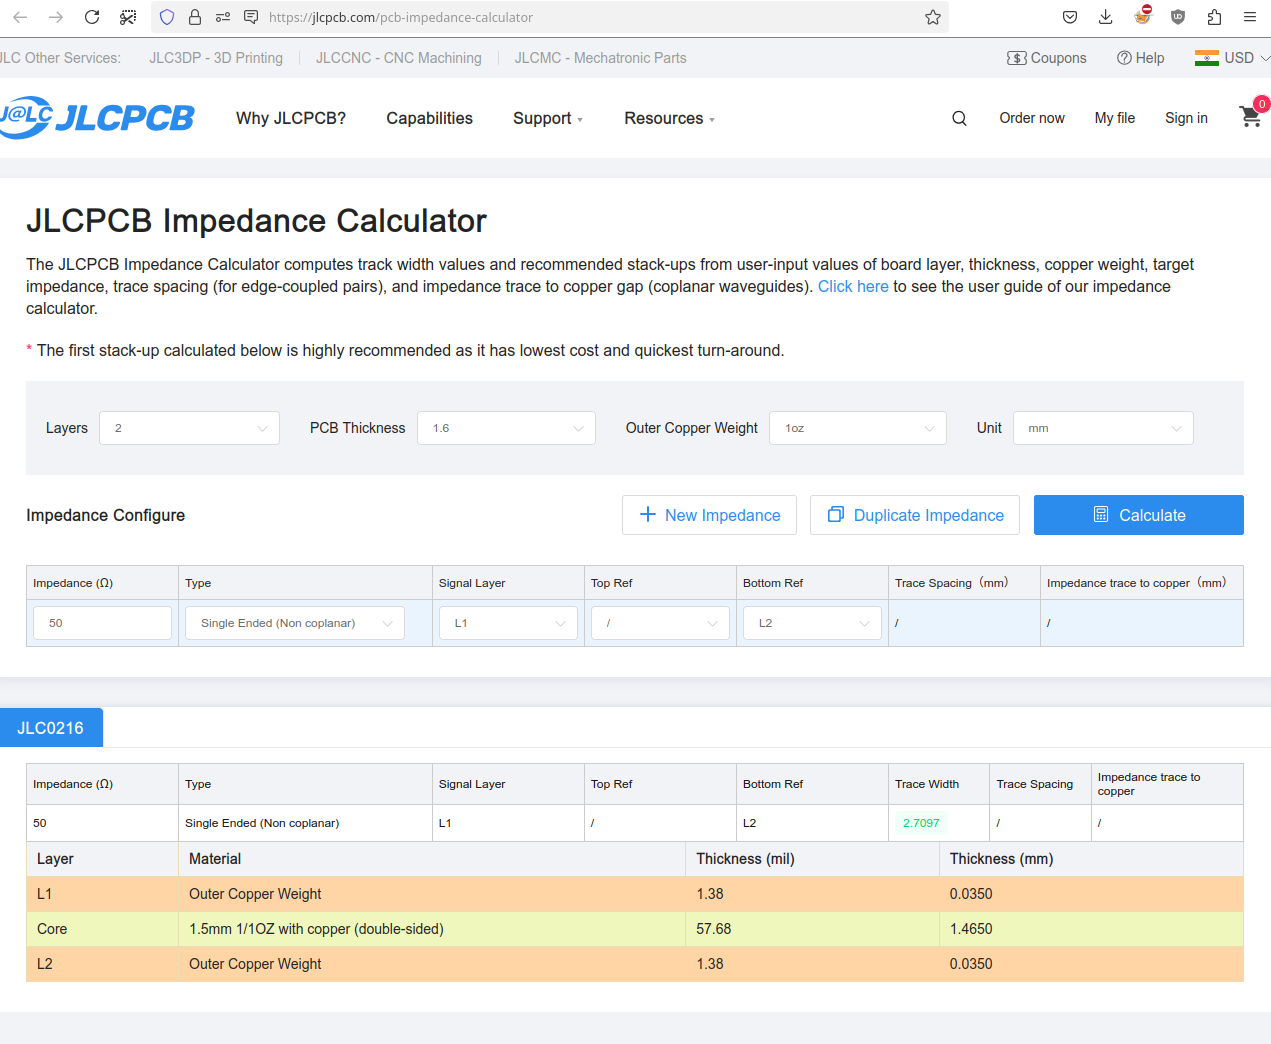 https://jlcpcb.com/pcb-impedance-calculator
JLC Other Services: JLC3DP - 3D Printing JLCCNC - CNC Machining JLCMC - Mechatronic Parts Coupons Help USD
J@LC JLCPCB Why JLCPCB? Capabilities Support Resources Order now My file Sign in 0
JLCPCB Impedance Calculator
The JLCPCB Impedance Calculator computes track width values and recommended stack-ups from user-input values of board layer, thickness, copper weight, target
impedance, trace spacing (for edge-coupled pairs), and impedance trace to copper gap (coplanar waveguides). Click here to see the user guide of our impedance
calculator.
* The first stack-up calculated below is highly recommended as it has lowest cost and quickest turn-around.
Layers 2 PCB Thickness 1.6 Outer Copper Weight 1oz Unit mm
Impedance Configure New Impedance Duplicate Impedance Calculate
Impedance (Ω) Type Signal Layer Top Ref Bottom Ref Trace Spacing（mm） Impedance trace to copper（mm）
50 Single Ended (Non coplanar) L1 / L2 / /
JLC0216
Impedance (Ω) Type Signal Layer Top Ref Bottom Ref Trace Width Trace Spacing Impedance trace to
copper
50 Single Ended (Non coplanar) L1 / L2 2.7097 / /
Layer Material Thickness (mil) Thickness (mm)
L1 Outer Copper Weight 1.38 0.0350
Core 1.5mm 1/1OZ with copper (double-sided) 57.68 1.4650
L2 Outer Copper Weight 1.38 0.0350